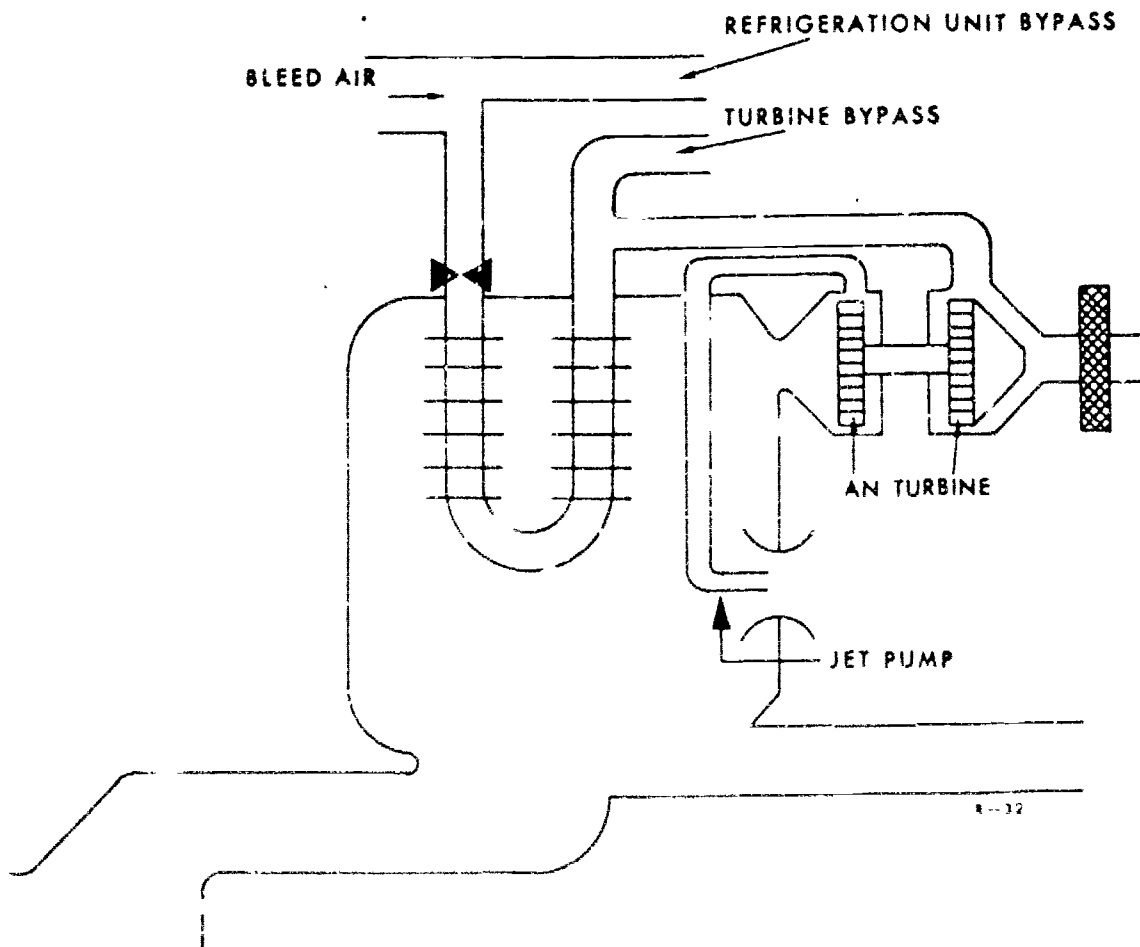 REFRIGERATION UNIT BYPASS
BLEED AIR
TURBINE BYPASS
AN TURBINE
JET PUMP